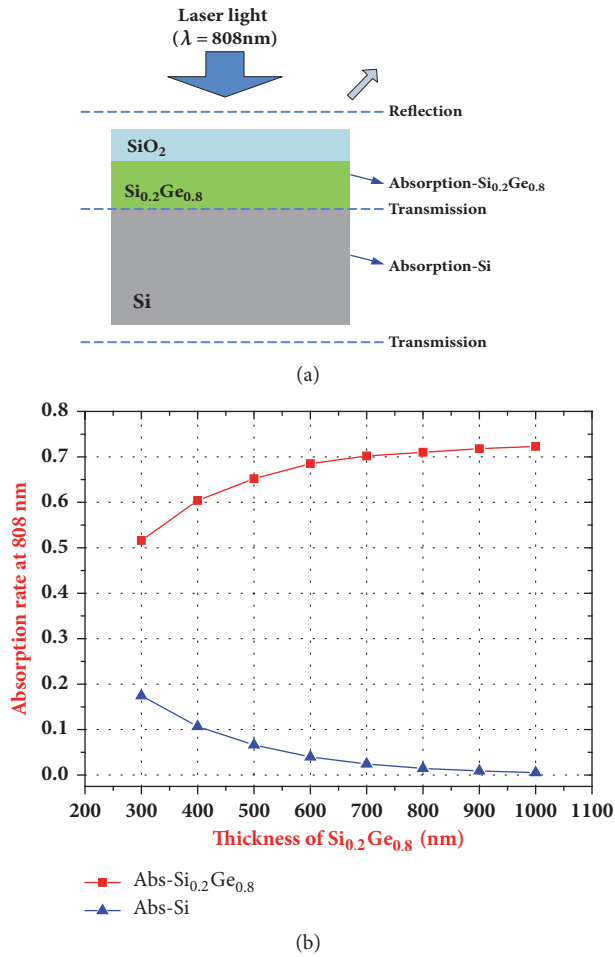 Laser light
(λ = 808nm)
Reflection
SiO₂
Si₀.₂Ge₀.₈
Absorption-Si₀.₂Ge₀.₈
Transmission
Absorption-Si
Si
Transmission
(a)
0.8
0.7
0.6
0.5
0.4
0.3
0.2
0.1
0.0
Absorption rate at 808 nm
200 300 400 500 600 700 800 900 1000 1100
Thickness of Si₀.₂Ge₀.₈ (nm)
Abs-Si₀.₂Ge₀.₈
Abs-Si
(b)